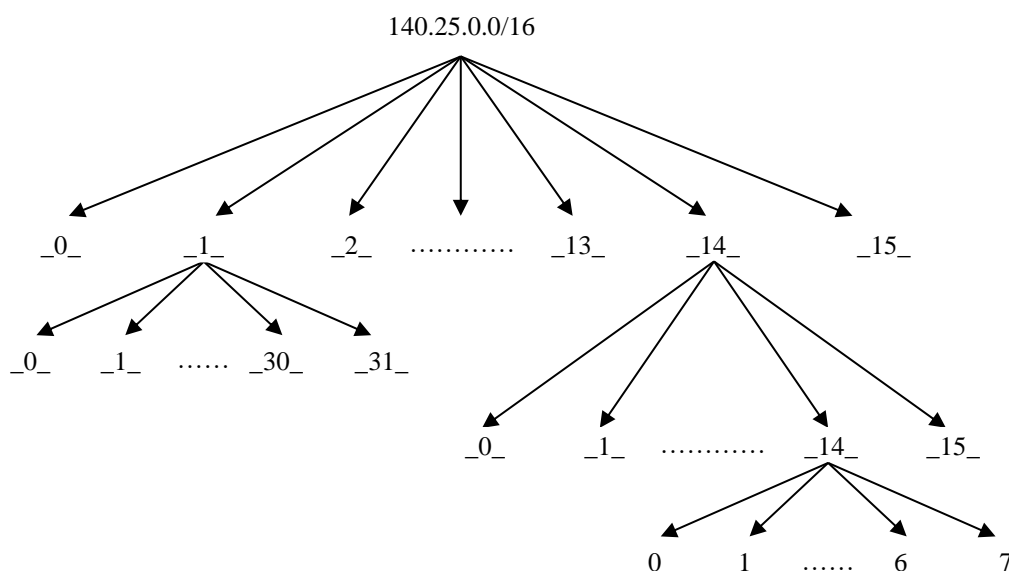 140.25.0.0/16
_0_ _1_ _2_ ………… _13_ _14_ _15_
_0_ _1_ …… _30_ _31_
_0_ _1_ ………… _14_ _15_
0 1 …… 6 7